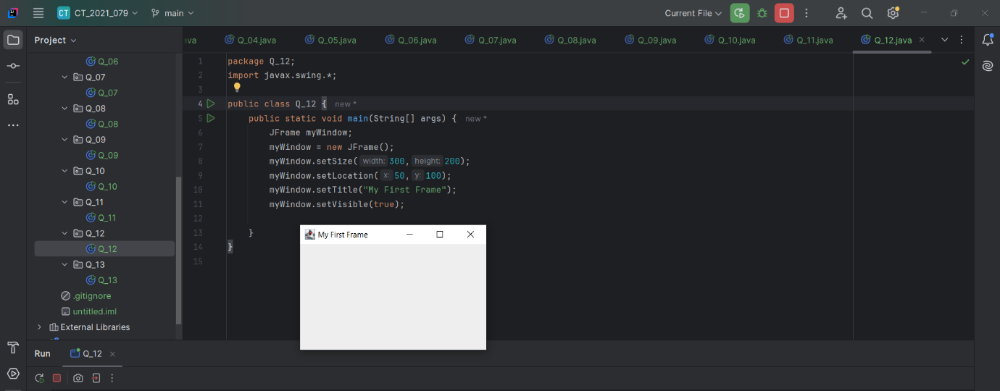 CT CT_2021_079 main Current File
Project
ava Q_04.java Q_05.java Q_06.java Q_07.java Q_08.java Q_09.java Q_10.java Q_11.java Q_12.java
Q_06
Q_07
Q_07
Q_08
Q_08
Q_09
Q_09
Q_10
Q_10
Q_11
Q_11
Q_12
Q_12
Q_13
Q_13
.gitignore
untitled.iml
External Libraries
1 package Q_12;
2 import javax.swing.*;
3
4 public class Q_12 { new *
5 public static void main(String[] args) { new *
6 JFrame myWindow;
7 myWindow = new JFrame();
8 myWindow.setSize( width: 300, height: 200);
9 myWindow.setLocation( x: 50, y: 100);
10 myWindow.setTitle("My First Frame");
11 myWindow.setVisible(true);
12
13 }
14 }
15
My First Frame
Run Q_12